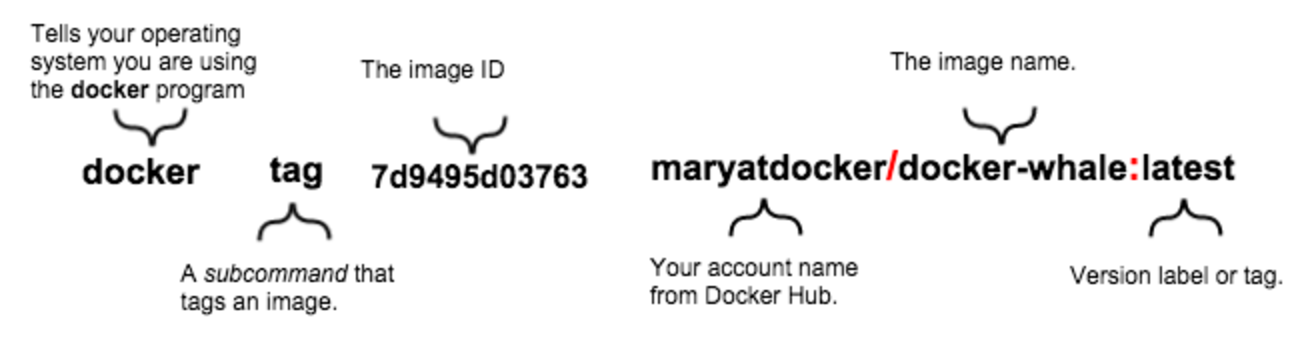 Tells your operating
system you are using
the docker program
The image ID
The image name.
docker tag 7d9495d03763 maryatdocker/docker-whale:latest
A subcommand that
tags an image.
Your account name
from Docker Hub.
Version label or tag.